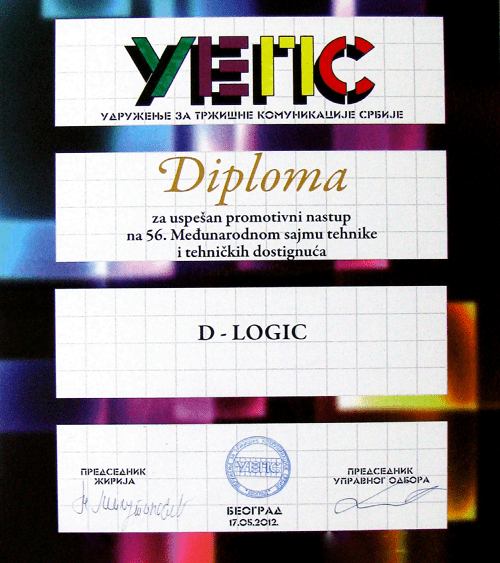 УЕПС
УДРУЖЕЊЕ ЗА ТРЖИШНЕ КОМУНИКАЦИЈЕ СРБИЈЕ
Diploma
za uspešan promotivni nastup
na 56. Međunarodnom sajmu tehnike
i tehničkih dostignuća
D - LOGIC
ПРЕДСЕДНИК
ЖИРИЈА
УЕПС
ПРЕДСЕДНИК
УПРАВНОГ ОДБОРА
БЕОГРАД
17.05.2012.